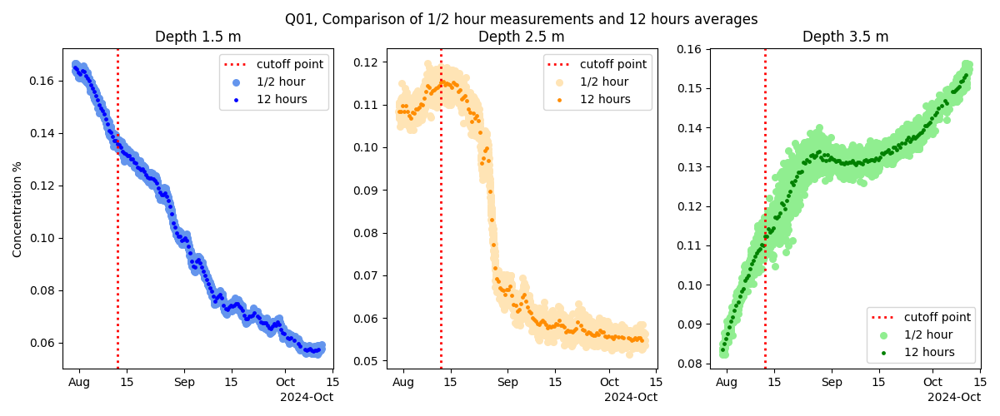 Q01, Comparison of 1/2 hour measurements and 12 hours averages
Depth 1.5 m
Concentration %
0.16
0.14
0.12
0.10
0.08
0.06
cutoff point
1/2 hour
12 hours
Aug 15 Sep 15 Oct 15
2024-Oct
Depth 2.5 m
0.12
0.11
0.10
0.09
0.08
0.07
0.06
0.05
cutoff point
1/2 hour
12 hours
Aug 15 Sep 15 Oct 15
2024-Oct
Depth 3.5 m
0.16
0.15
0.14
0.13
0.12
0.11
0.10
0.09
0.08
cutoff point
1/2 hour
12 hours
Aug 15 Sep 15 Oct 15
2024-Oct